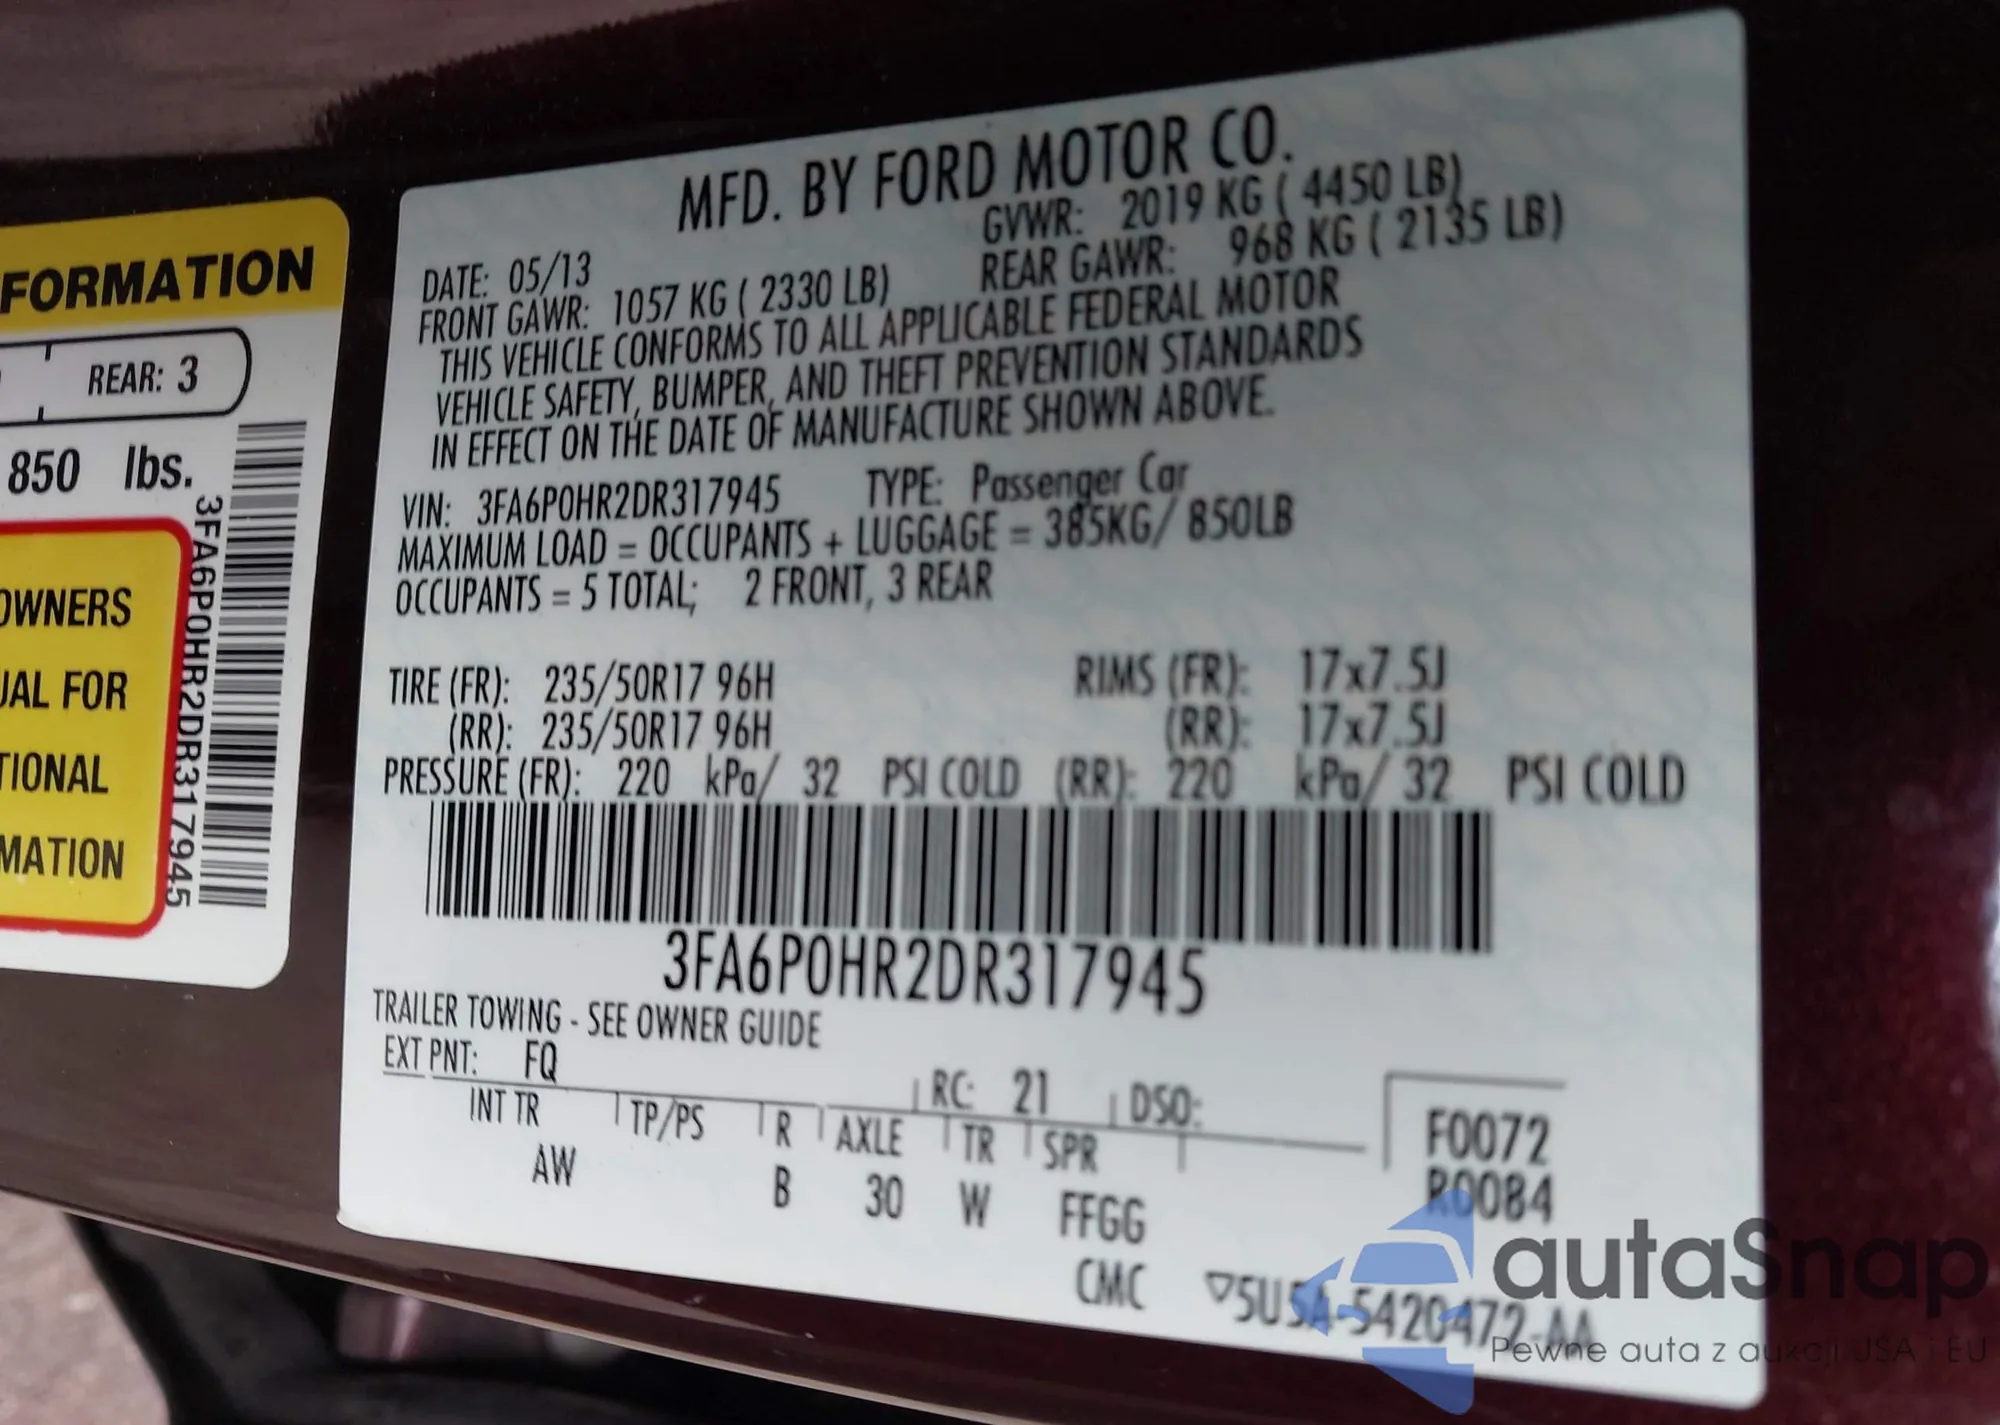 FORMATION
REAR: 3
850 lbs.
OWNERS
UAL FOR
TIONAL
MATION
3FA6P0HR2DR317945
MFD. BY FORD MOTOR CO.
DATE: 05/13 GVWR: 2019 KG ( 4450 LB)
FRONT GAWR: 1057 KG ( 2330 LB) REAR GAWR: 968 KG ( 2135 LB)
THIS VEHICLE CONFORMS TO ALL APPLICABLE FEDERAL MOTOR
VEHICLE SAFETY, BUMPER, AND THEFT PREVENTION STANDARDS
IN EFFECT ON THE DATE OF MANUFACTURE SHOWN ABOVE.
VIN: 3FA6P0HR2DR317945 TYPE: Passenger Car
MAXIMUM LOAD = OCCUPANTS + LUGGAGE = 385KG/ 850LB
OCCUPANTS = 5 TOTAL; 2 FRONT, 3 REAR
TIRE (FR): 235/50R17 96H RIMS (FR): 17x7.5J
(RR): 235/50R17 96H (RR): 17x7.5J
PRESSURE (FR): 220 kPa/ 32 PSI COLD (RR): 220 kPa/ 32 PSI COLD
3FA6P0HR2DR317945
TRAILER TOWING - SEE OWNER GUIDE
EXT PNT: FQ RC: 21 DSO:
INT TR TP/PS R AXLE TR SPR
AW B 30 W FFGG
CMC
F0072
R0084
5USA-5420472-AA
autaSnap
Pewne auta z aukcji USA i EU